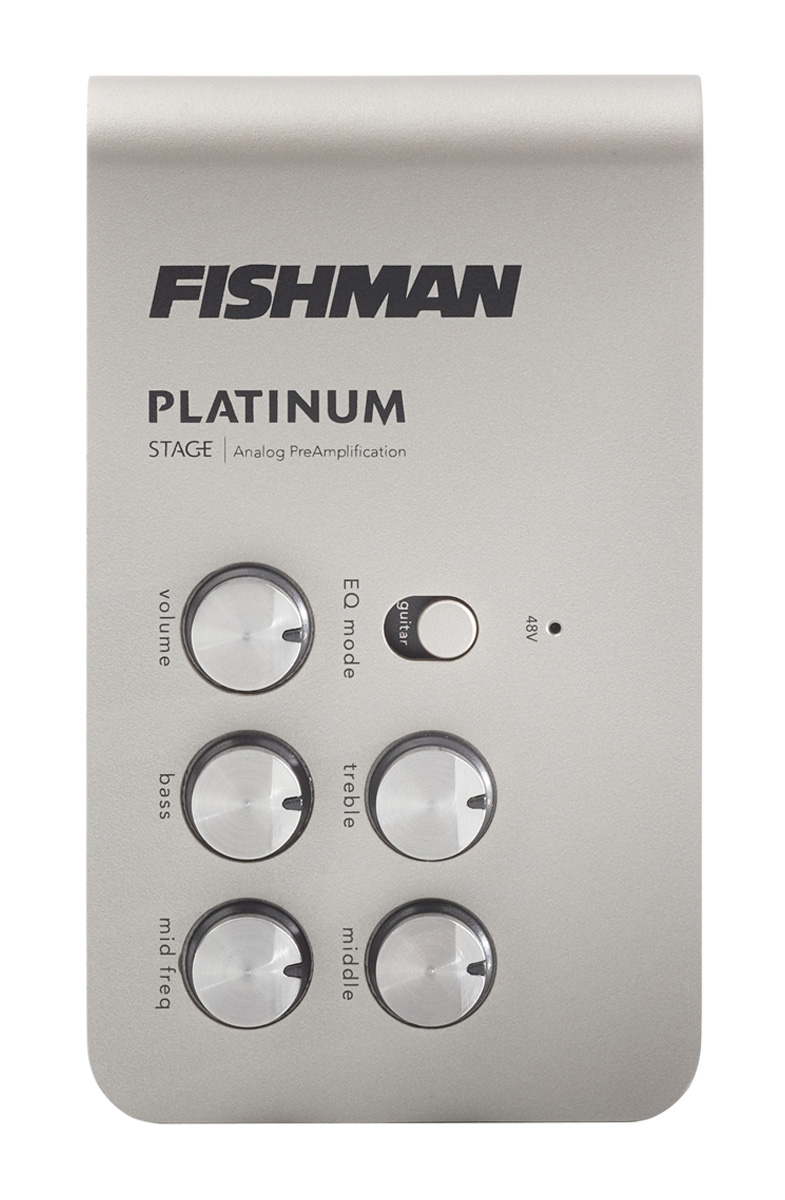 FISHMAN
PLATINUM
STAGE | Analog PreAmplification
volume
EQ mode
guitar
48V
bass
treble
mid freq
middle